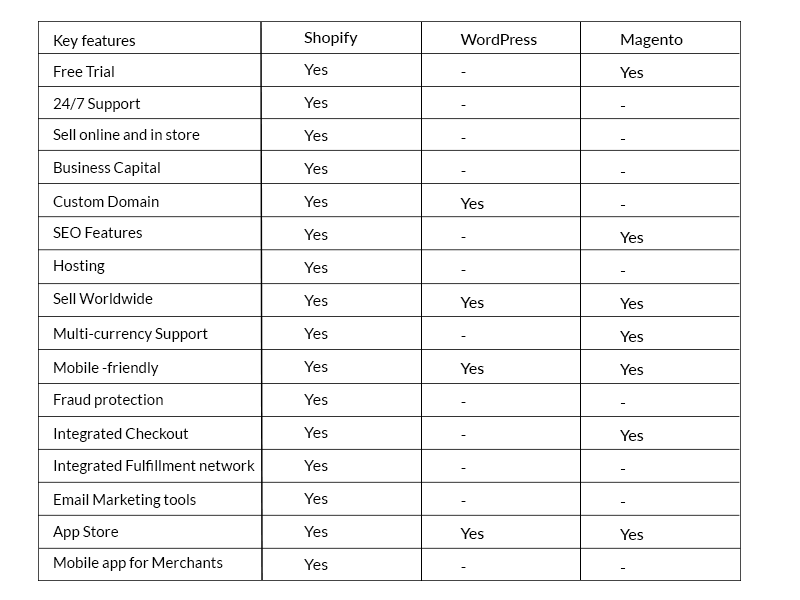 Key features Shopify WordPress Magento
Free Trial Yes - Yes
24/7 Support Yes - -
Sell online and in store Yes - -
Business Capital Yes - -
Custom Domain Yes Yes -
SEO Features Yes - Yes
Hosting Yes - -
Sell Worldwide Yes Yes Yes
Multi-currency Support Yes - Yes
Mobile -friendly Yes Yes Yes
Fraud protection Yes - -
Integrated Checkout Yes - Yes
Integrated Fulfillment network Yes - -
Email Marketing tools Yes - -
App Store Yes Yes Yes
Mobile app for Merchants Yes - -